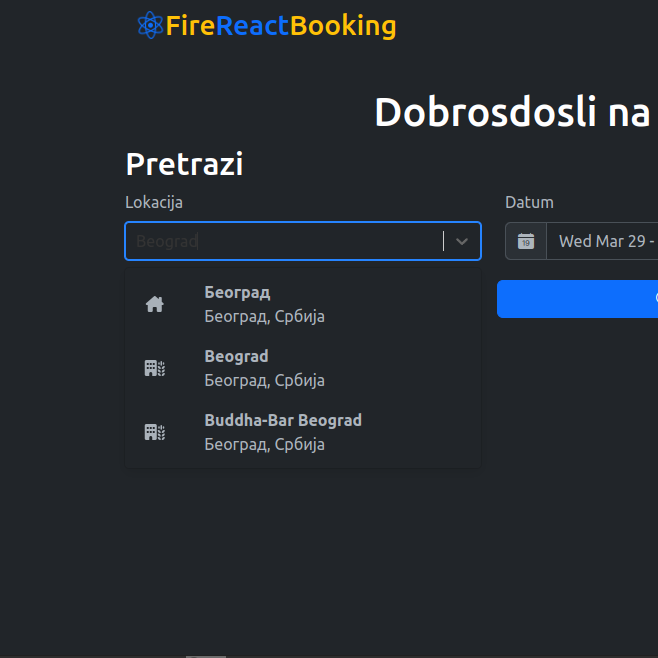 FireReactBooking
Dobrosdosli na
Pretrazi
Lokacija
Datum
Beograd
19
Wed Mar 29 -
Београд
Београд, Србија
Beograd
Београд, Србија
Buddha-Bar Beograd
Београд, Србија